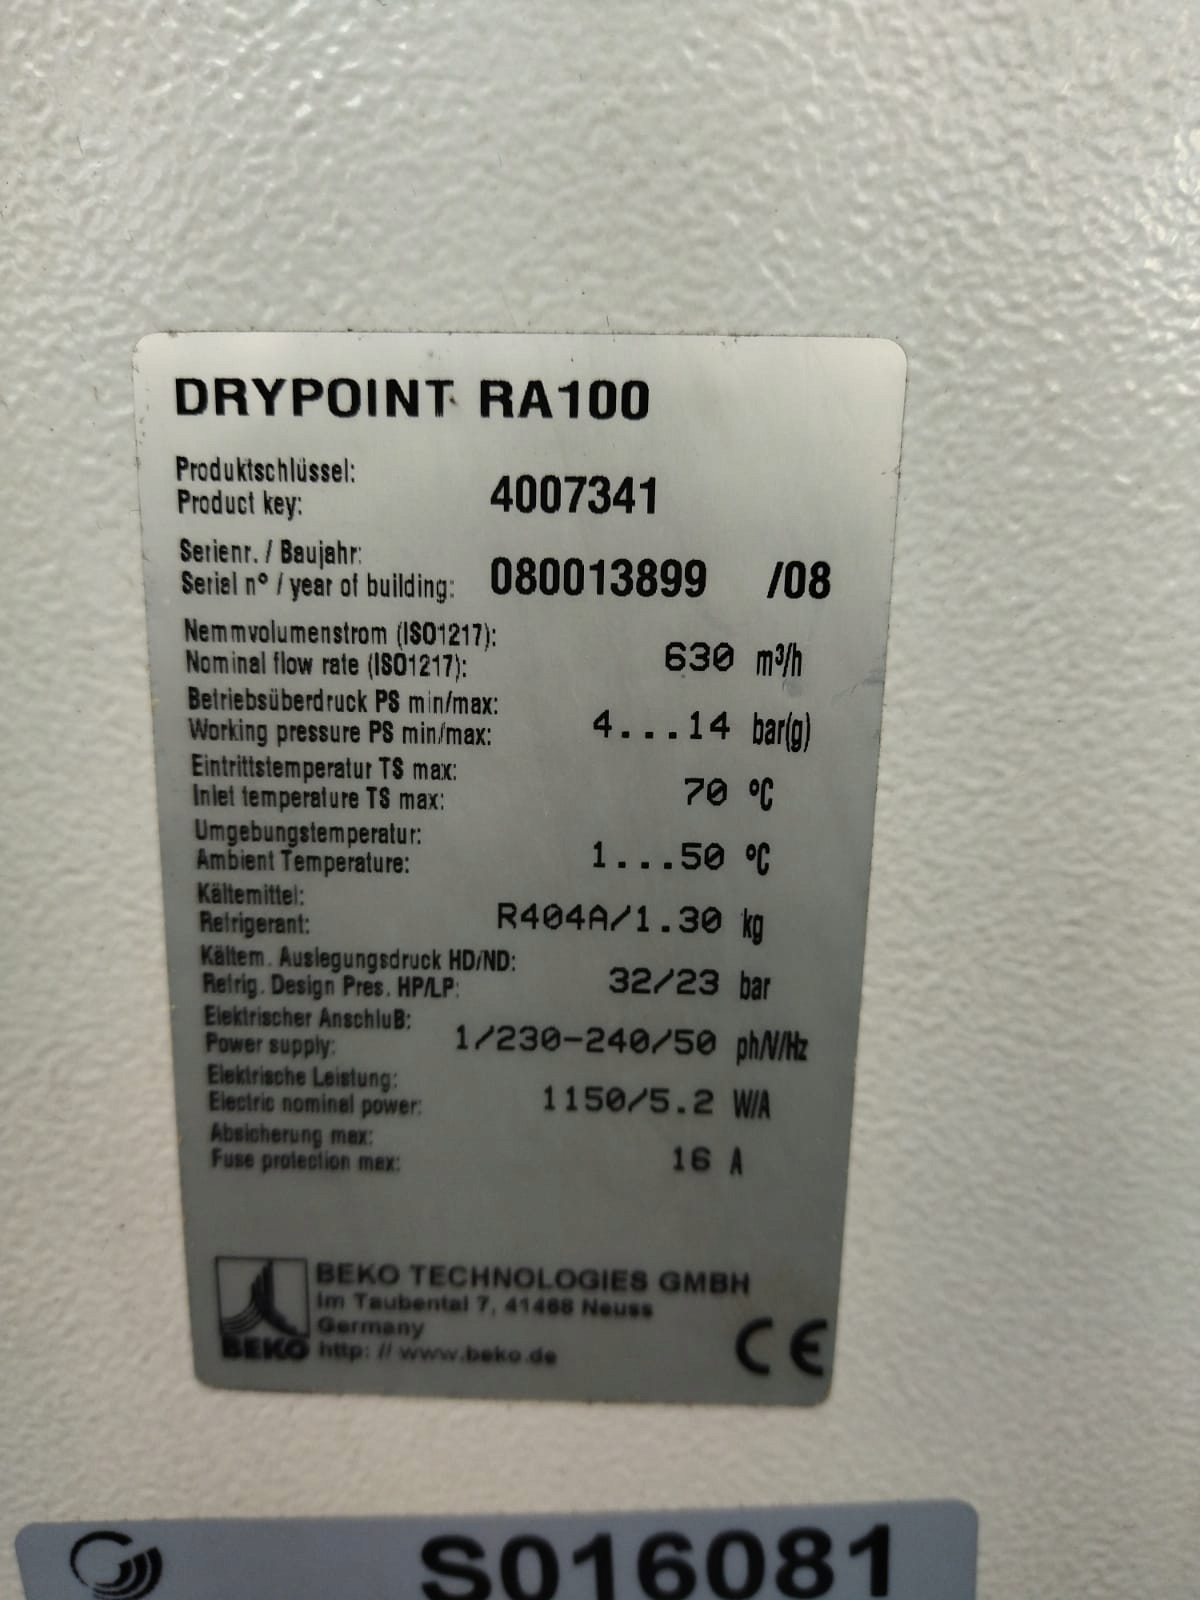 DRYPOINT RA100
Produktschlüssel:
Product key: 4007341
Serienr. / Baujahr:
Serial n° / year of building: 080013899 /08
Nemmvolumenstrom (ISO1217):
Nominal flow rate (ISO1217): 630 m³/h
Betriebsüberdruck PS min/max:
Working pressure PS min/max: 4...14 bar(g)
Eintrittstemperatur TS max:
Inlet temperature TS max: 70 °C
Umgebungstemperatur:
Ambient Temperature: 1...50 °C
Kältemittel:
Refrigerant: R404A/1.30 kg
Kältem. Auslegungsdruck HD/ND:
Refrig. Design Pres. HP/LP: 32/23 bar
Elektrischer Anschluß:
Power supply: 1/230-240/50 ph/V/Hz
Elektrische Leistung:
Electric nominal power: 1150/5.2 W/A
Absicherung max:
Fuse protection max: 16 A
BEKO TECHNOLOGIES GMBH
Im Taubental 7, 41468 Neuss
Germany
BEKO http: // www.beko.de
CE
S016081